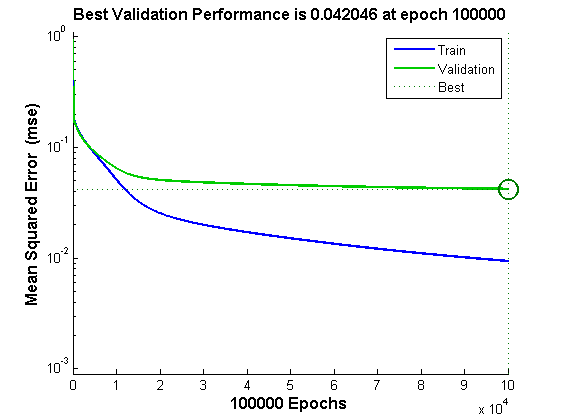 Best Validation Performance is 0.042046 at epoch 100000
Train
Validation
Best
Mean Squared Error (mse)
10^0
10^-1
10^-2
10^-3
0 1 2 3 4 5 6 7 8 9 10
x 10^4
100000 Epochs